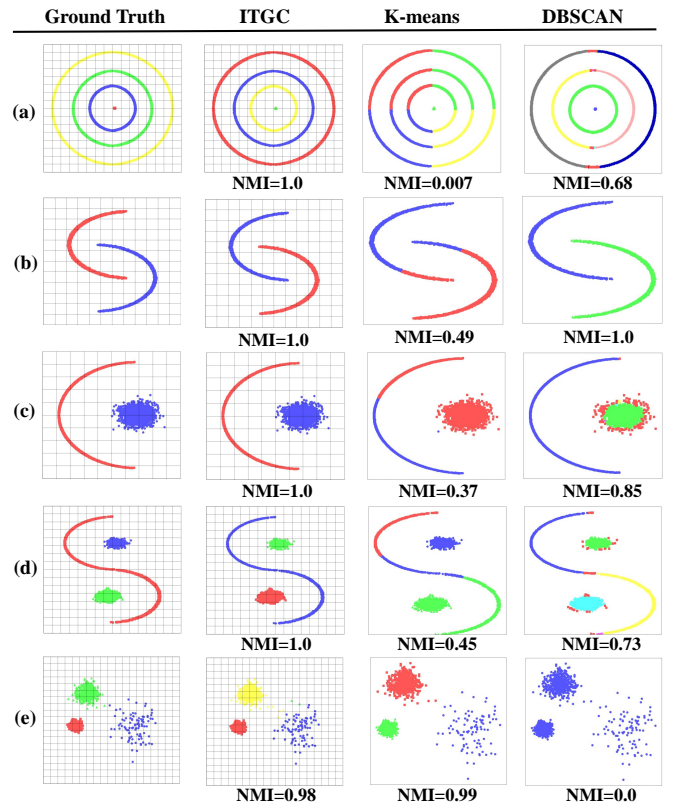 Ground Truth ITGC K-means DBSCAN
(a)
NMI=1.0 NMI=0.007 NMI=0.68
(b)
NMI=1.0 NMI=0.49 NMI=1.0
(c)
NMI=1.0 NMI=0.37 NMI=0.85
(d)
NMI=1.0 NMI=0.45 NMI=0.73
(e)
NMI=0.98 NMI=0.99 NMI=0.0